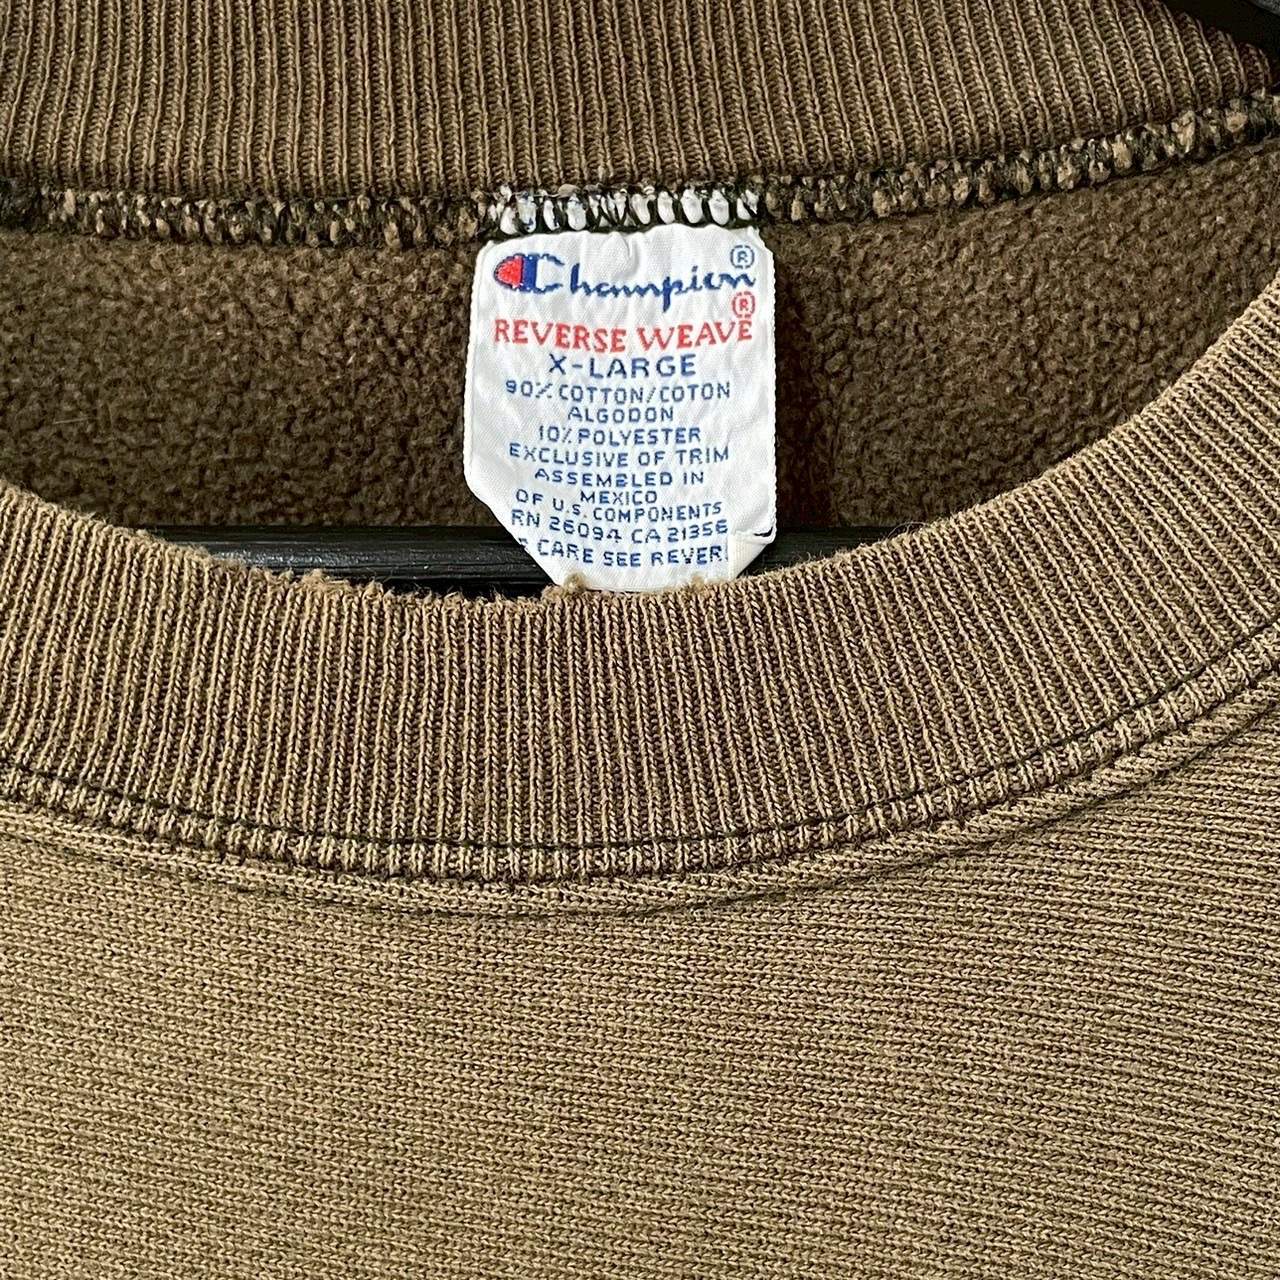 Champion®
REVERSE WEAVE®
X-LARGE
90% COTTON/COTON
ALGODON
10% POLYESTER
EXCLUSIVE OF TRIM
ASSEMBLED IN
MEXICO
OF U.S. COMPONENTS
RN 26094 CA 21356
CARE SEE REVER